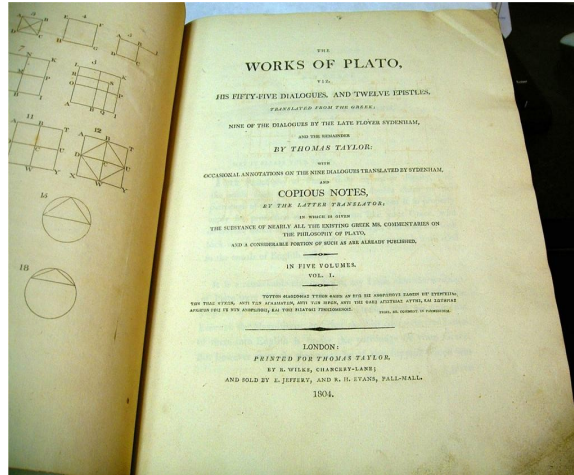 THE
WORKS OF PLATO,
VIZ.
HIS FIFTY-FIVE DIALOGUES, AND TWELVE EPISTLES,
TRANSLATED FROM THE GREEK;
NINE OF THE DIALOGUES BY THE LATE FLOYER SYDENHAM,
AND THE REMAINDER
BY THOMAS TAYLOR:
WITH
OCCASIONAL ANNOTATIONS ON THE NINE DIALOGUES TRANSLATED BY SYDENHAM,
AND
COPIOUS NOTES,
BY THE LATTER TRANSLATOR;
IN WHICH IS GIVEN
THE SUBSTANCE OF NEARLY ALL THE EXISTING GREEK MS. COMMENTARIES ON
THE PHILOSOPHY OF PLATO,
AND A CONSIDERABLE PORTION OF SUCH AS ARE ALREADY PUBLISHED.
IN FIVE VOLUMES.
VOL. I.
LONDON:
PRINTED FOR THOMAS TAYLOR,
BY R. WILKS, CHANCERY-LANE;
AND SOLD BY E. JEFFERY, AND R. H. EVANS, PALL-MALL.
1804.
11
12
18